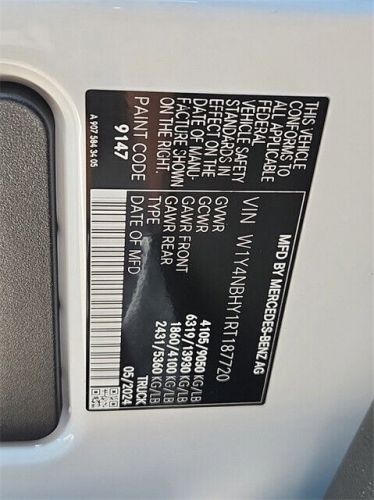 MFD BY MERCEDES-BENZ AG
VIN W1Y4NBHY1RT187720
GVWR 4105/9050 KG/LB
GCWR 6319/13930 KG/LB
GAWR FRONT 1860/4100 KG/LB
GAWR REAR 2431/5360 KG/LB
TYPE TRUCK
DATE OF MFD 05/2024
THIS VEHICLE
CONFORMS TO
ALL APPLICABLE
FEDERAL
VEHICLE SAFETY
STANDARDS IN
EFFECT ON THE
DATE OF MANU-
FACTURE SHOWN
ON THE RIGHT.
PAINT CODE
9147
A 907 584 34 05